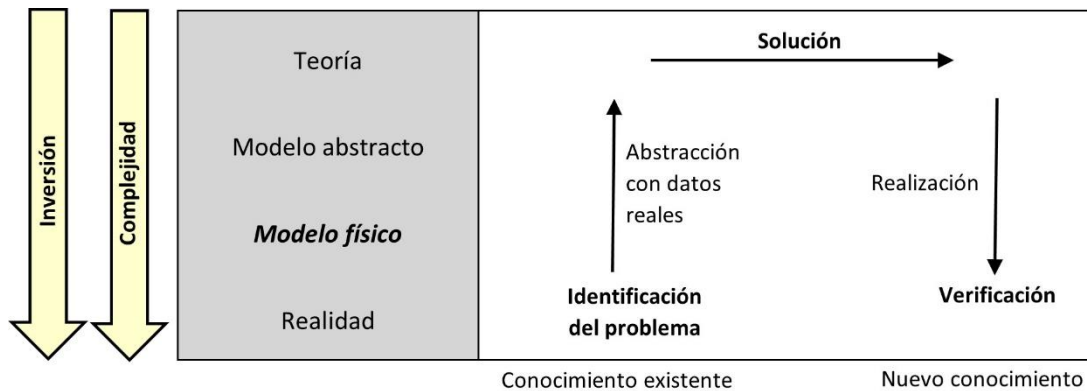 Inversión
Complejidad
Teoría
Modelo abstracto
Modelo físico
Realidad
Solución
Abstracción
con datos
reales
Realización
Identificación
del problema
Verificación
Conocimiento existente
Nuevo conocimiento